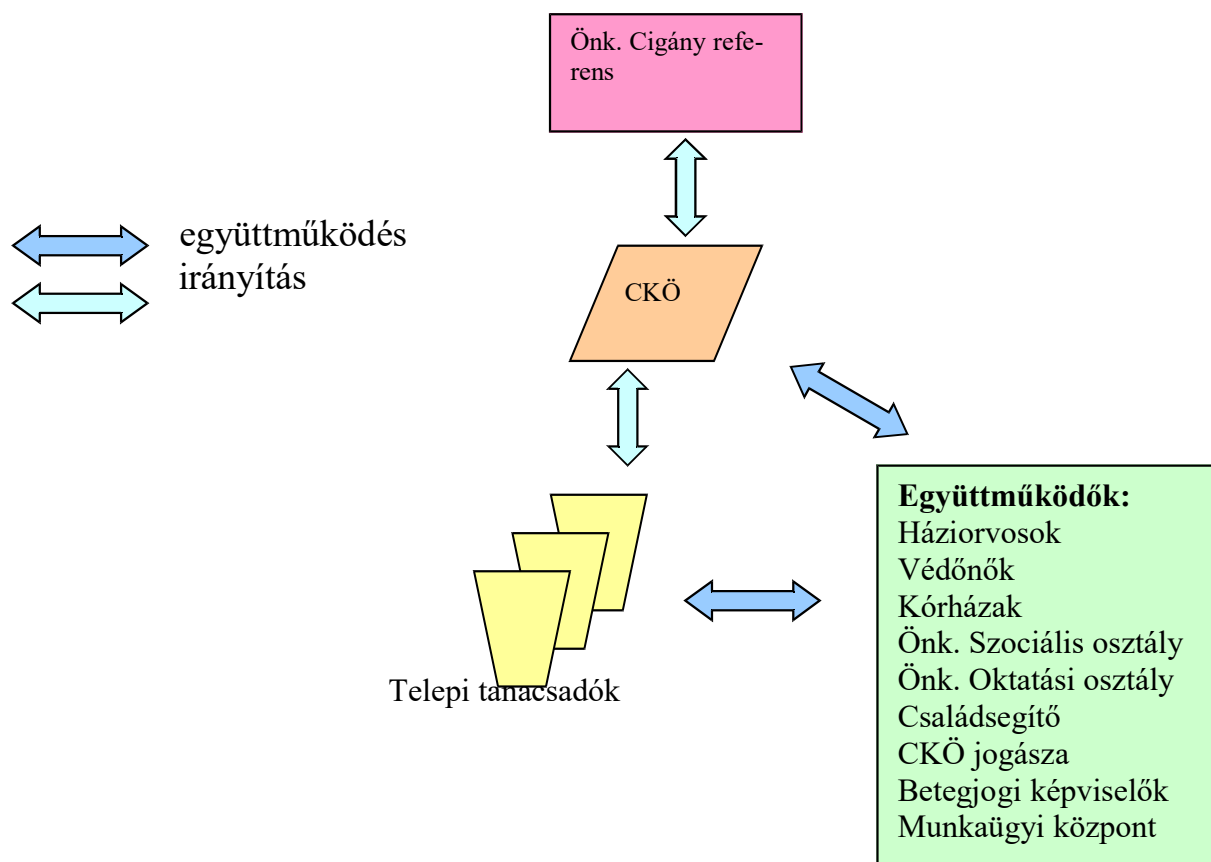 Önk. Cigány refe-
rens
együttműködés
irányítás
CKÖ
Telepi tanácsadók
Együttműködők:
Háziorvosok
Védőnők
Kórházak
Önk. Szociális osztály
Önk. Oktatási osztály
Családsegítő
CKÖ jogásza
Betegjogi képviselők
Munkaügyi központ